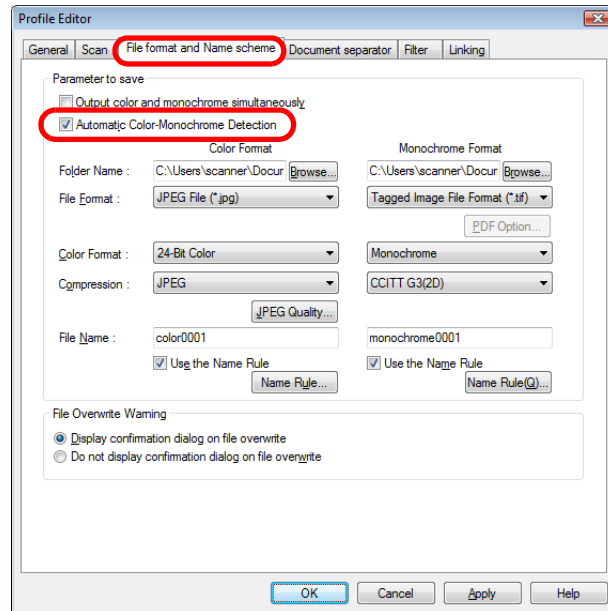 Profile Editor
General Scan File format and Name scheme Document separator Filter Linking
Parameter to save
Output color and monochrome simultaneously
Automatic Color-Monochrome Detection
Color Format Monochrome Format
Folder Name : C:\Users\scanner\Docur Browse... C:\Users\scanner\Docur Browse...
File Format : JPEG File (*.jpg) Tagged Image File Format (*.tif)
PDF Option...
Color Format : 24-Bit Color Monochrome
Compression : JPEG CCITT G3(2D)
JPEG Quality...
File Name : color0001 monochrome0001
Use the Name Rule Use the Name Rule
Name Rule... Name Rule(Q)...
File Overwrite Warning
Display confirmation dialog on file overwrite
Do not display confirmation dialog on file overwrite
OK Cancel Apply Help